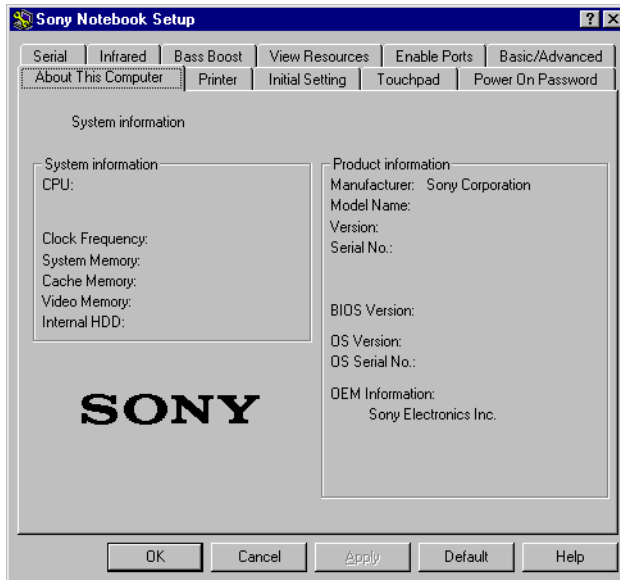 Sony Notebook Setup
Serial Infrared Bass Boost View Resources Enable Ports Basic/Advanced
About This Computer Printer Initial Setting Touchpad Power On Password
System information
System information
CPU:
Clock Frequency:
System Memory:
Cache Memory:
Video Memory:
Internal HDD:
SONY
Product information
Manufacturer: Sony Corporation
Model Name:
Version:
Serial No.:
BIOS Version:
OS Version:
OS Serial No.:
OEM Information:
Sony Electronics Inc.
OK Cancel Apply Default Help